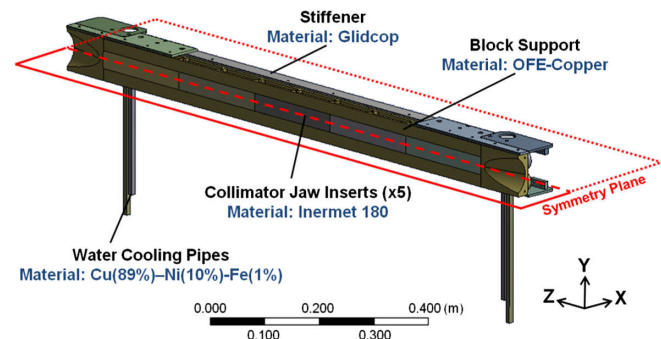 Stiffener
Material: Glidcop
Block Support
Material: OFE-Copper
Collimator Jaw Inserts (x5)
Material: Inermet 180
Symmetry Plane
Water Cooling Pipes
Material: Cu(89%)–Ni(10%)-Fe(1%)
Y
Z
X
0.000
0.200
0.400 (m)
0.100
0.300